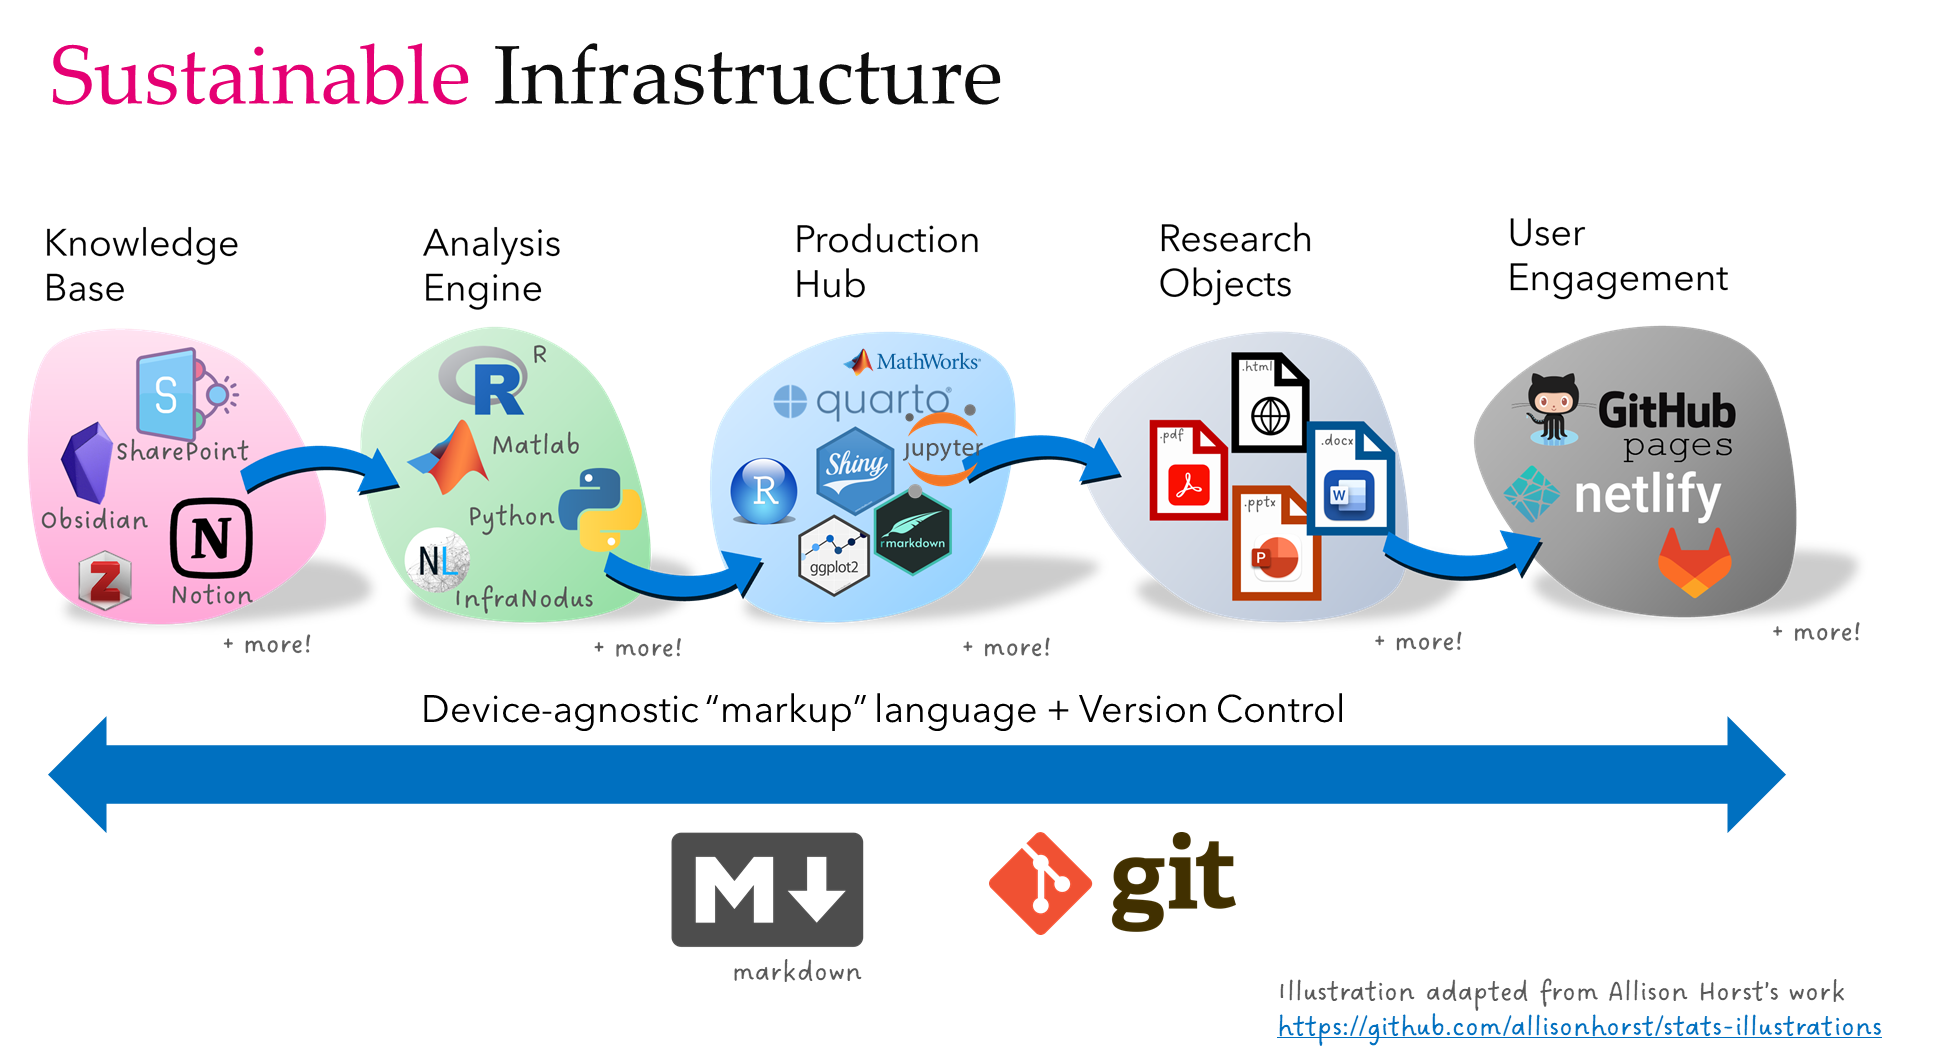 Sustainable Infrastructure
Knowledge
Base
S
SharePoint
Obsidian
N
Notion
Z
+ more!
Analysis
Engine
R
R
Matlab
Python
NL
InfraNodus
+ more!
Production
Hub
MathWorks®
quarto®
jupyter
Shiny
R
ggplot2
rmarkdown
+ more!
Research
Objects
.html
.pdf
.docx
W
.pptx
P
+ more!
User
Engagement
GitHub
pages
netlify
+ more!
Device-agnostic “markup” language + Version Control
M
markdown
git
Illustration adapted from Allison Horst's work
https://github.com/allisonhorst/stats-illustrations